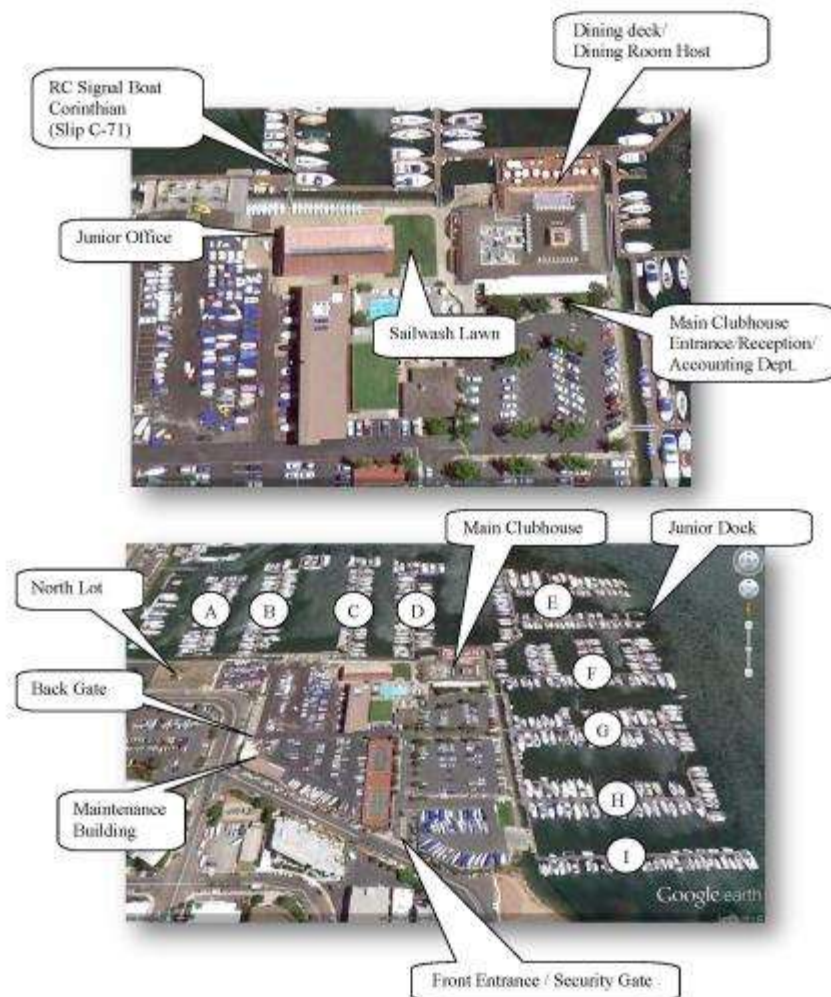 Dining deck/
Dining Room Host
RC Signal Boat
Corinthian
(Slip C-71)
Junior Office
Sailwash Lawn
Main Clubhouse
Entrance/Reception/
Accounting Dept.
Main Clubhouse
Junior Dock
North Lot
A
B
C
D
E
F
G
H
I
Back Gate
Maintenance
Building
Google earth
Front Entrance / Security Gate